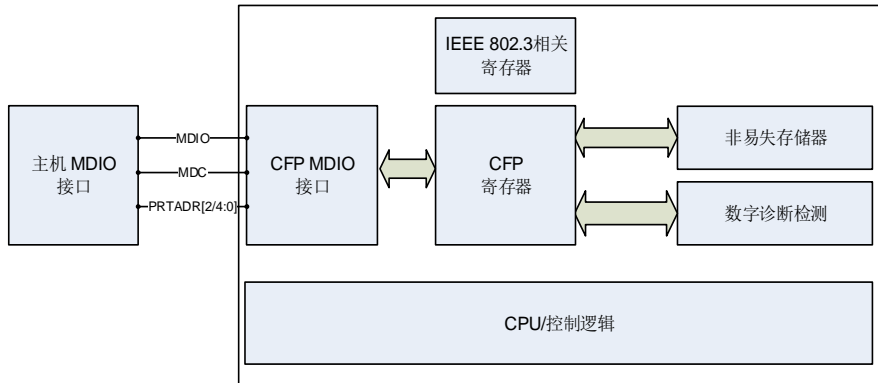 IEEE 802.3相关
寄存器
主机 MDIO
接口
MDIO
MDC
PRTADR[2/4:0]
CFP MDIO
接口
CFP
寄存器
非易失存储器
数字诊断检测
CPU/控制逻辑